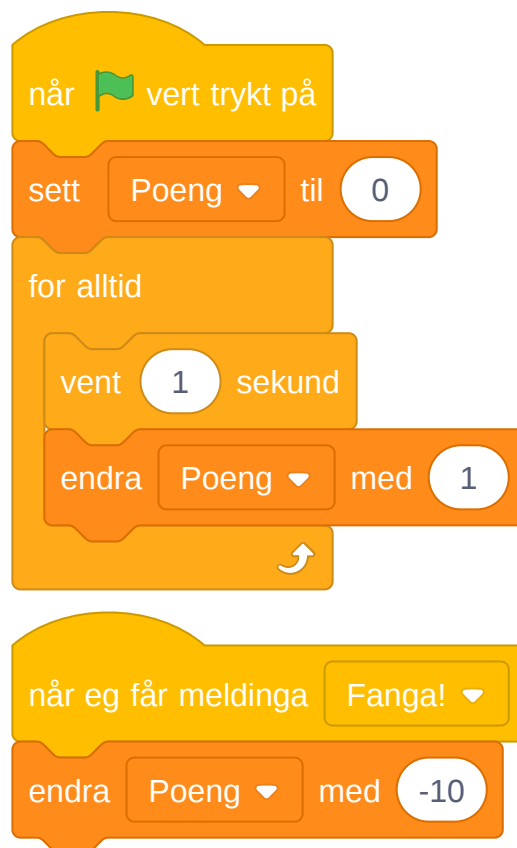 når vert trykt på
sett Poeng til 0
for alltid
vent 1 sekund
endra Poeng med 1
når eg får meldinga Fanga!
endra Poeng med -10